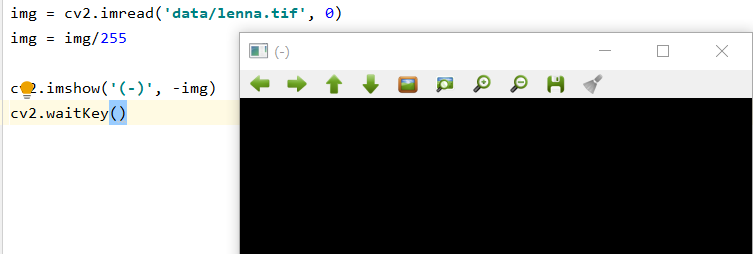 img = cv2.imread('data/lenna.tif', 0)
img = img/255
(-)
cv2.imshow('(-)', -img)
cv2.waitKey()